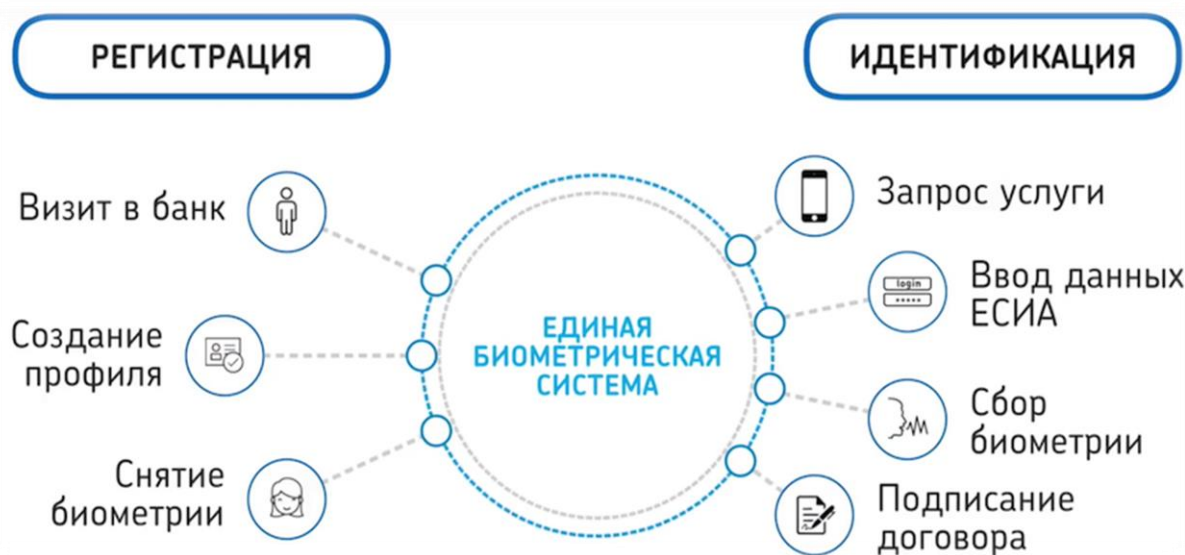 РЕГИСТРАЦИЯ
ИДЕНТИФИКАЦИЯ
Визит в банк
Создание
профиля
Снятие
биометрии
ЕДИНАЯ
БИОМЕТРИЧЕСКАЯ
СИСТЕМА
Запрос услуги
login
*****
Ввод данных
ЕСИА
Сбор
биометрии
Подписание
договора